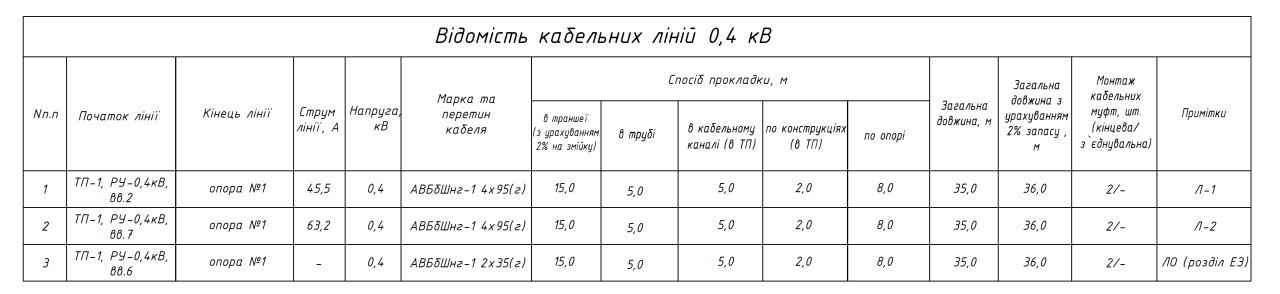 Відомість кабельних ліній 0,4 кВ
Nп.п
Початок лінії
Кінець лінії
Струм
лінії, А
Напруга,
кВ
Марка та
перетин
кабеля
Спосіб прокладки, м
в траншеї
(з урахуванням
2% на змійку)
в трубі
в кабельному
каналі (в ТП)
по конструкціях
(в ТП)
по опорі
Загальна
довжина, м
Загальна
довжина з
урахуванням
2% запасу ,
м
Монтаж
кабельних
муфт, шт.
(кінцева/
з`єднувальна)
Примітки
1
ТП-1, РУ-0,4кВ,
вв.2
опора №1
45,5
0,4
АВБбШнг-1 4х95(г)
15,0
5,0
5,0
2,0
8,0
35,0
36,0
2/-
Л-1
2
ТП-1, РУ-0,4кВ,
вв.7
опора №1
63,2
0,4
АВБбШнг-1 4х95(г)
15,0
5,0
5,0
2,0
8,0
35,0
36,0
2/-
Л-2
3
ТП-1, РУ-0,4кВ,
вв.6
опора №1
-
0,4
АВБбШнг-1 2х35(г)
15,0
5,0
5,0
2,0
8,0
35,0
36,0
2/-
ЛО (розділ ЕЗ)